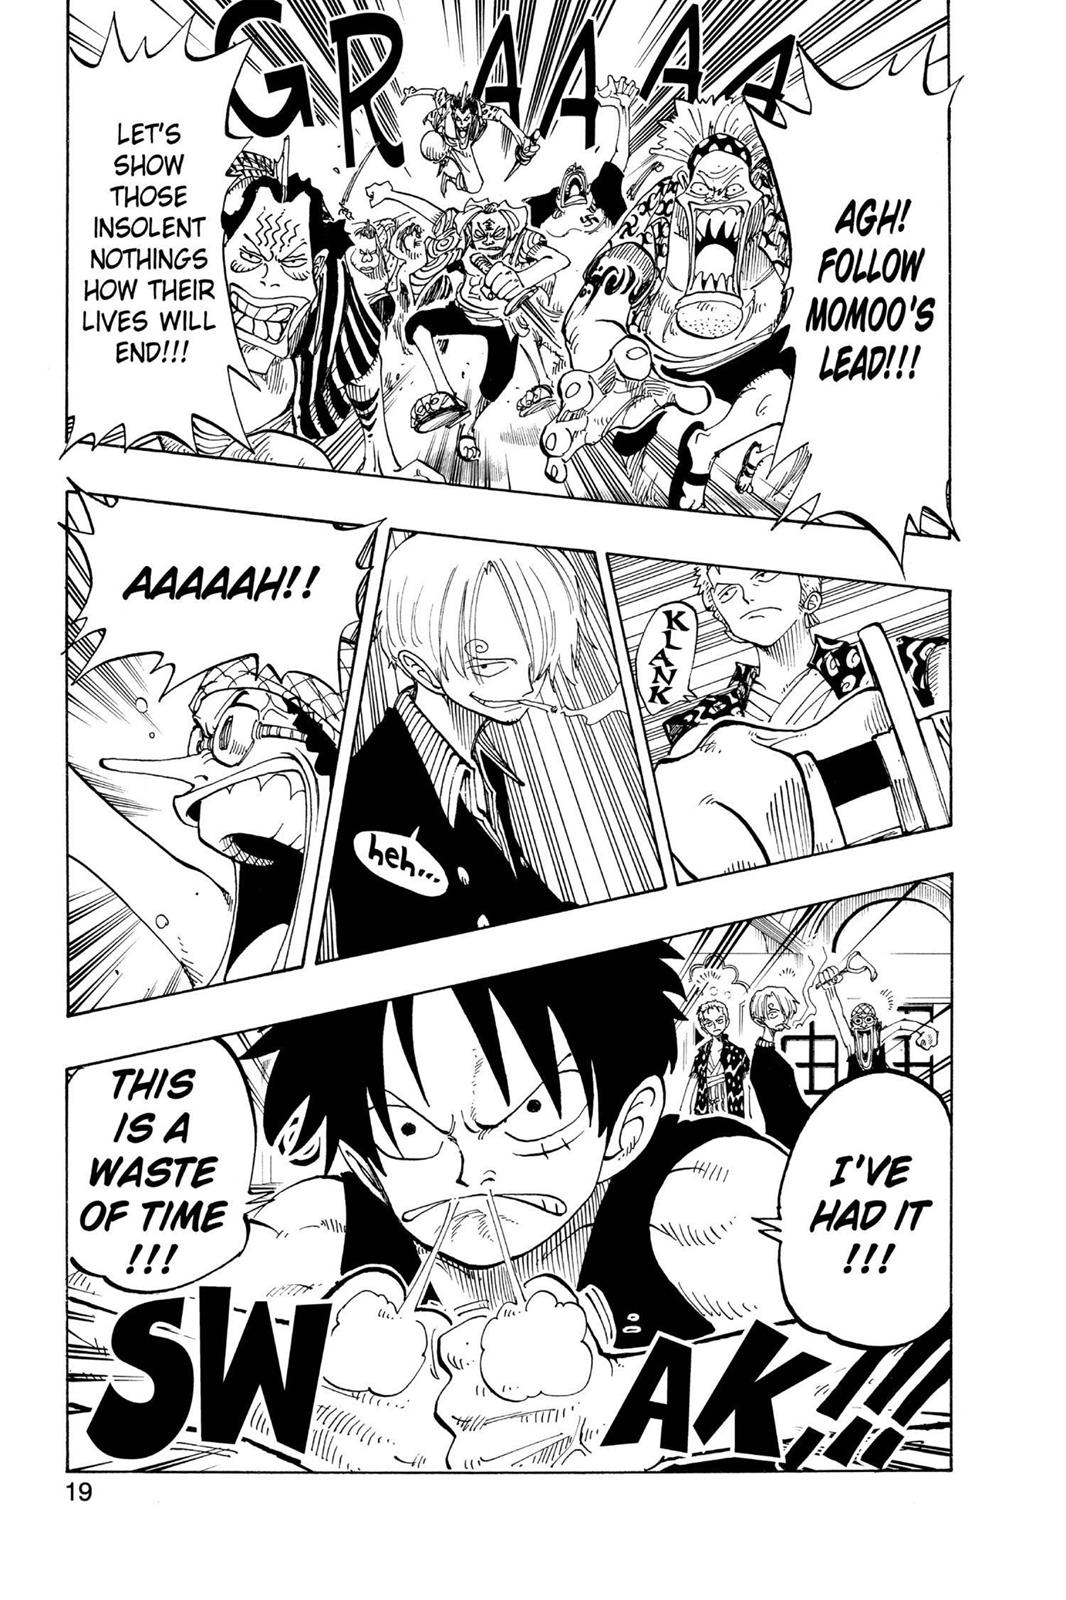 GRAAAAA
AGH!
FOLLOW
MOMOO'S
LEAD!!!
LET'S
SHOW
THOSE
INSOLENT
NOTHINGS
HOW THEIR
LIVES WILL
END!!!
KLANK
heh...
AAAAAH!!
I'VE
HAD IT
!!!
THIS
IS A
WASTE
OF TIME
!!!
SWAK!!!
19